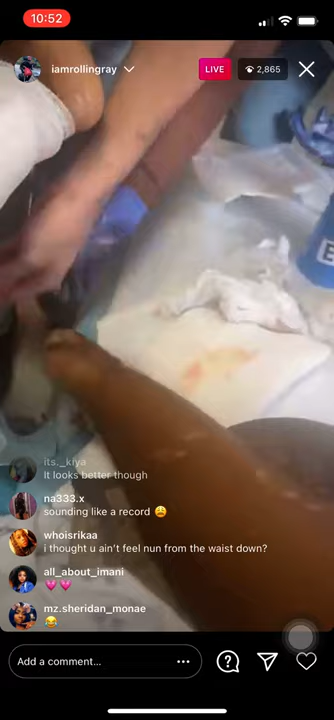 10:52
iamrollingray
LIVE
2,865
its._kiya
It looks better though
na333.x
sounding like a record 😩
whoisrikaa
i thought u ain't feel nun from the waist down?
all_about_imani
💗💗
mz.sheridan_monae
😂
Add a comment...